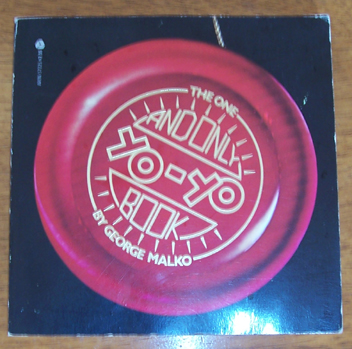 THE ONE
AND ONLY
YO-YO
BOOK
BY GEORGE MALKO